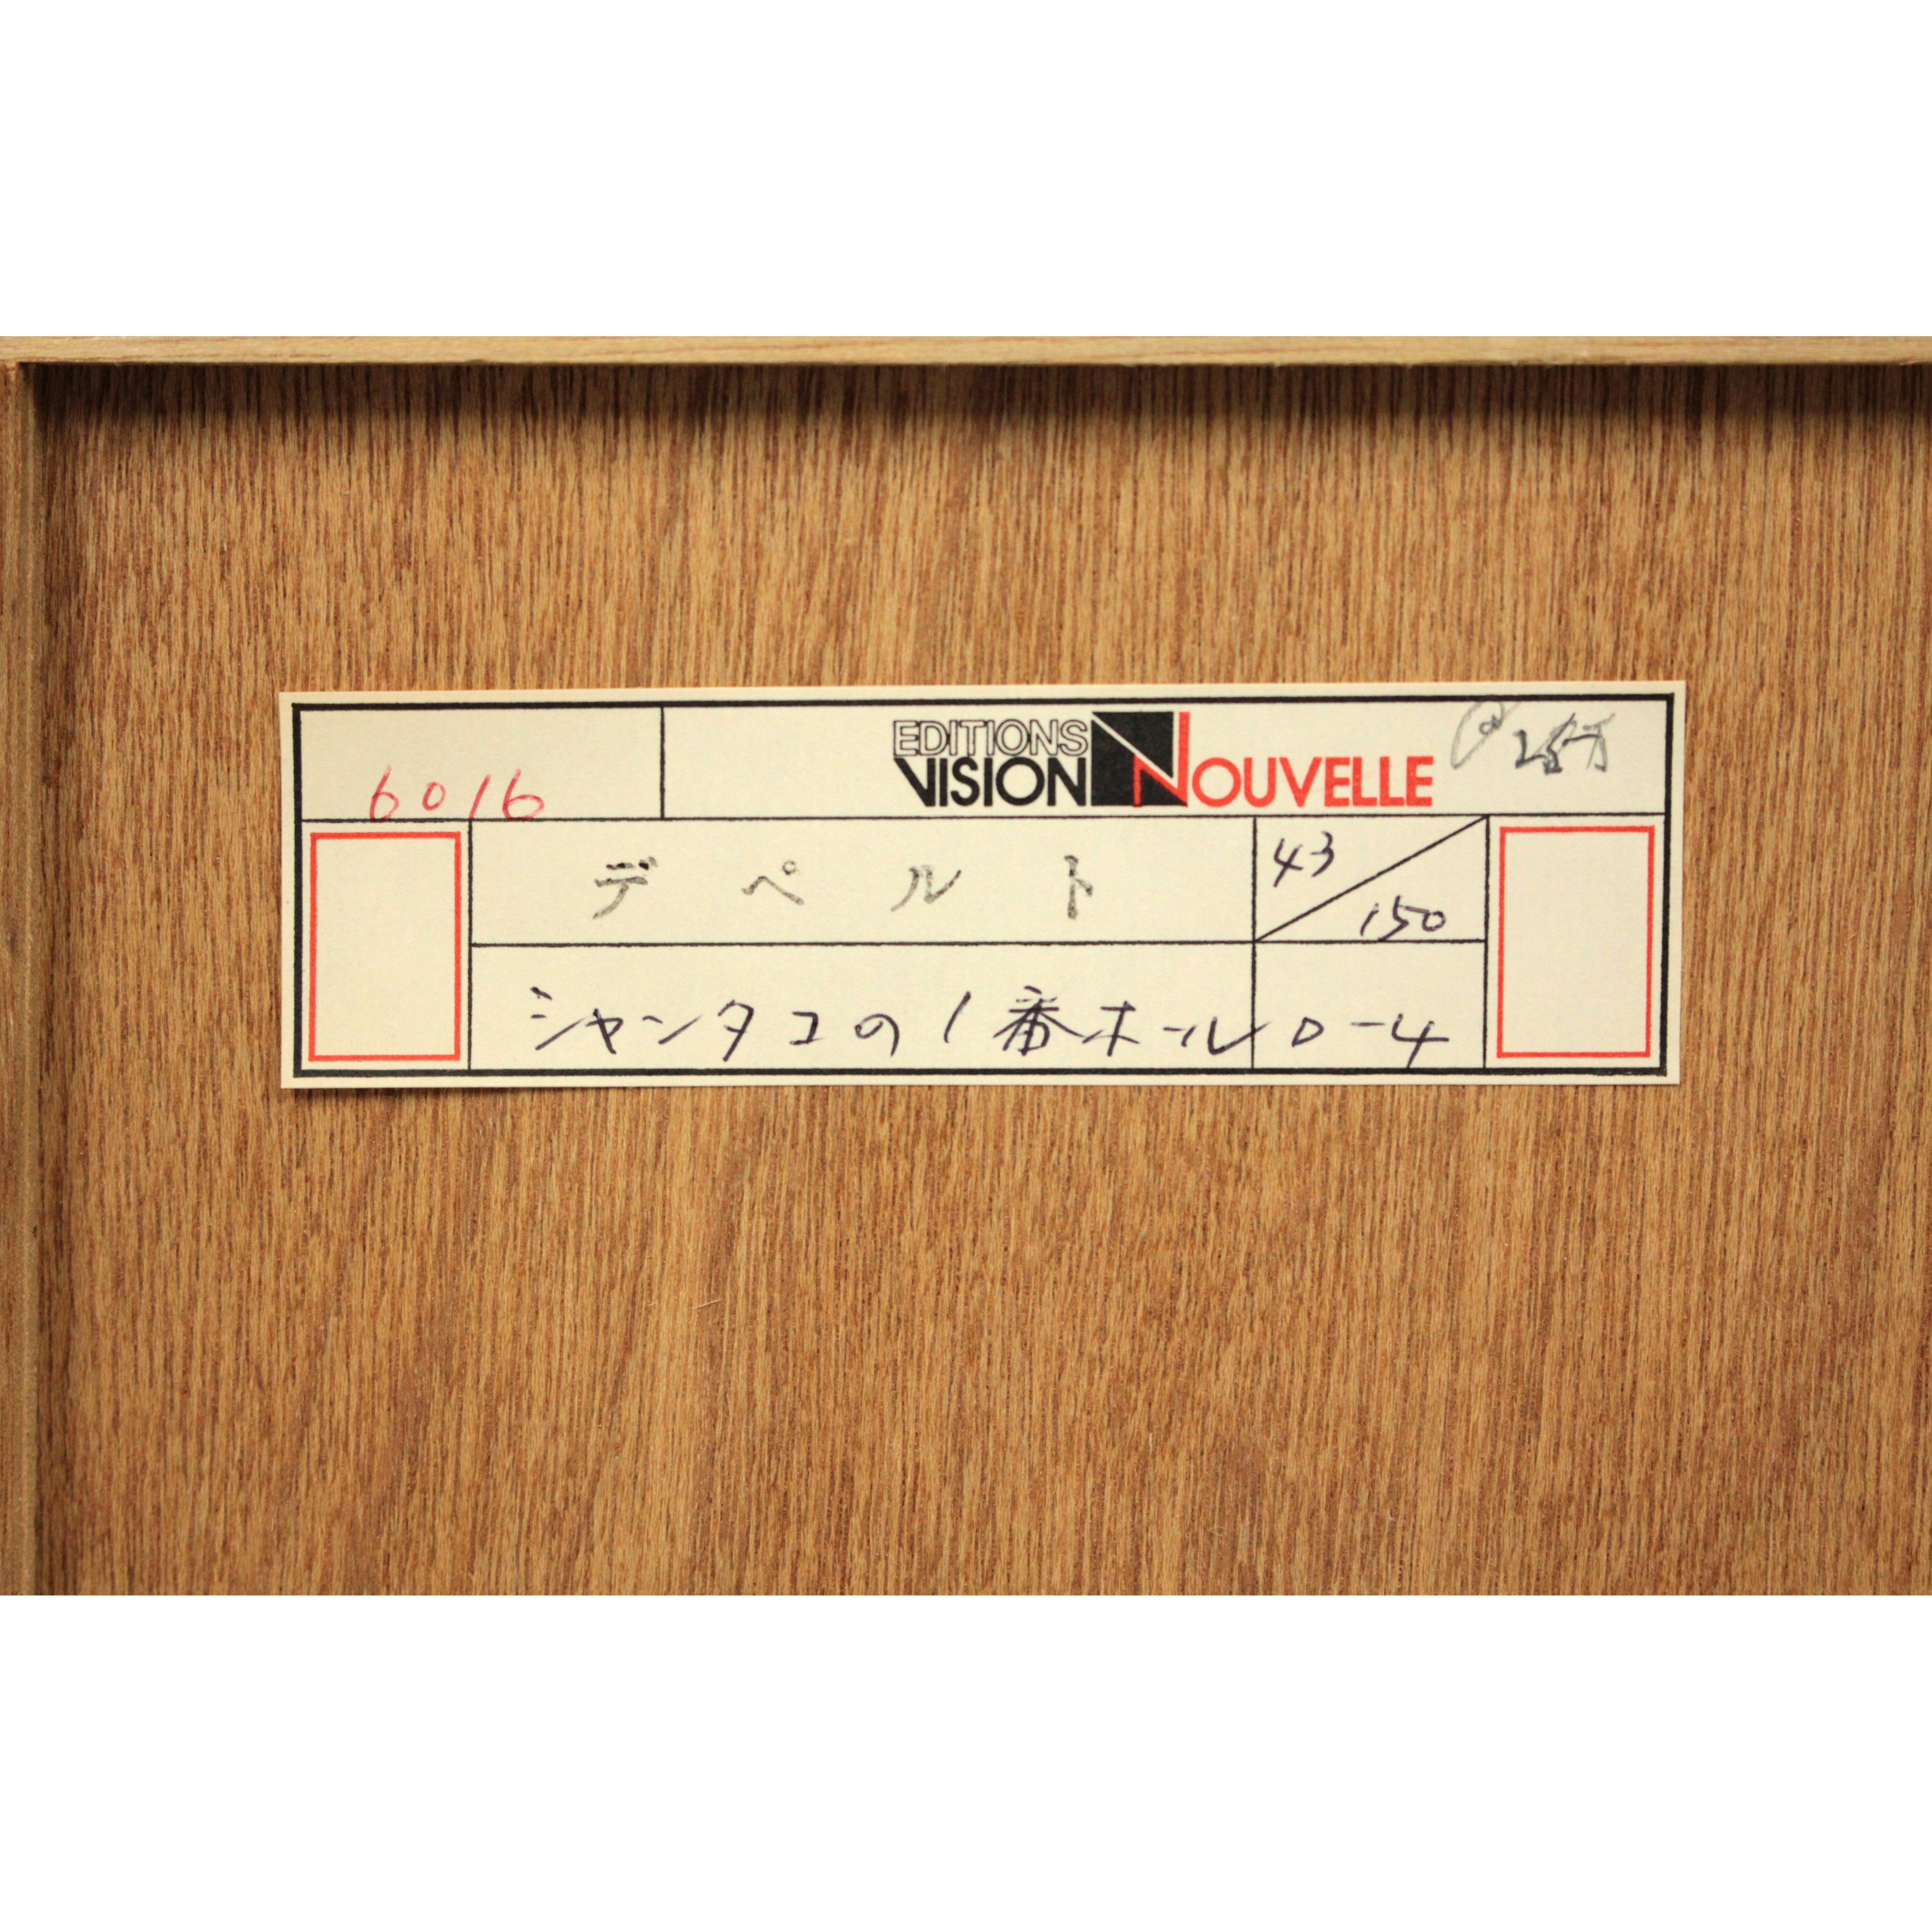 6016
EDITIONS
VISION NOUVELLE
デペルト
43/150
シャンタコの1番ホール D-4